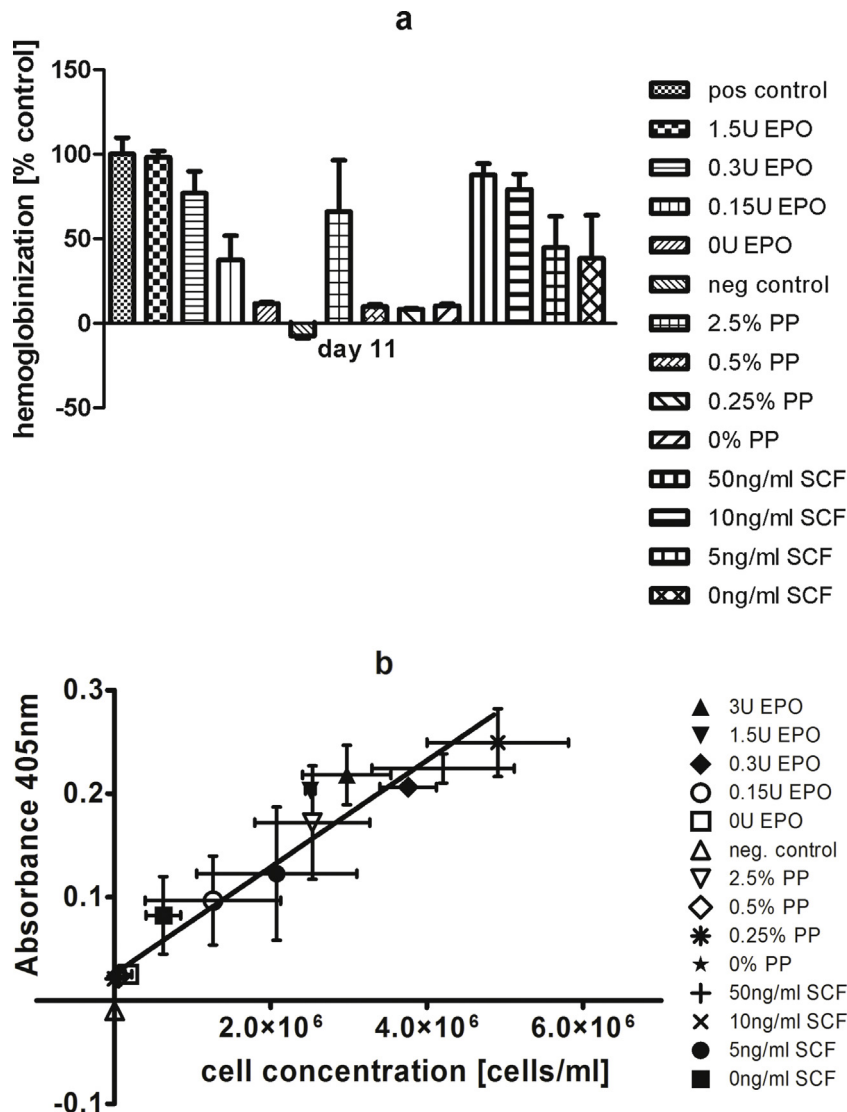 a
hemoglobinization [% control]
150
100
50
0
-50
day 11
pos control
1.5U EPO
0.3U EPO
0.15U EPO
0U EPO
neg control
2.5% PP
0.5% PP
0.25% PP
0% PP
50ng/ml SCF
10ng/ml SCF
5ng/ml SCF
0ng/ml SCF
b
Absorbance 405nm
0.3
0.2
0.1
-0.1
2.0×10⁶
4.0×10⁶
6.0×10⁶
cell concentration [cells/ml]
3U EPO
1.5U EPO
0.3U EPO
0.15U EPO
0U EPO
neg. control
2.5% PP
0.5% PP
0.25% PP
0% PP
50ng/ml SCF
10ng/ml SCF
5ng/ml SCF
0ng/ml SCF